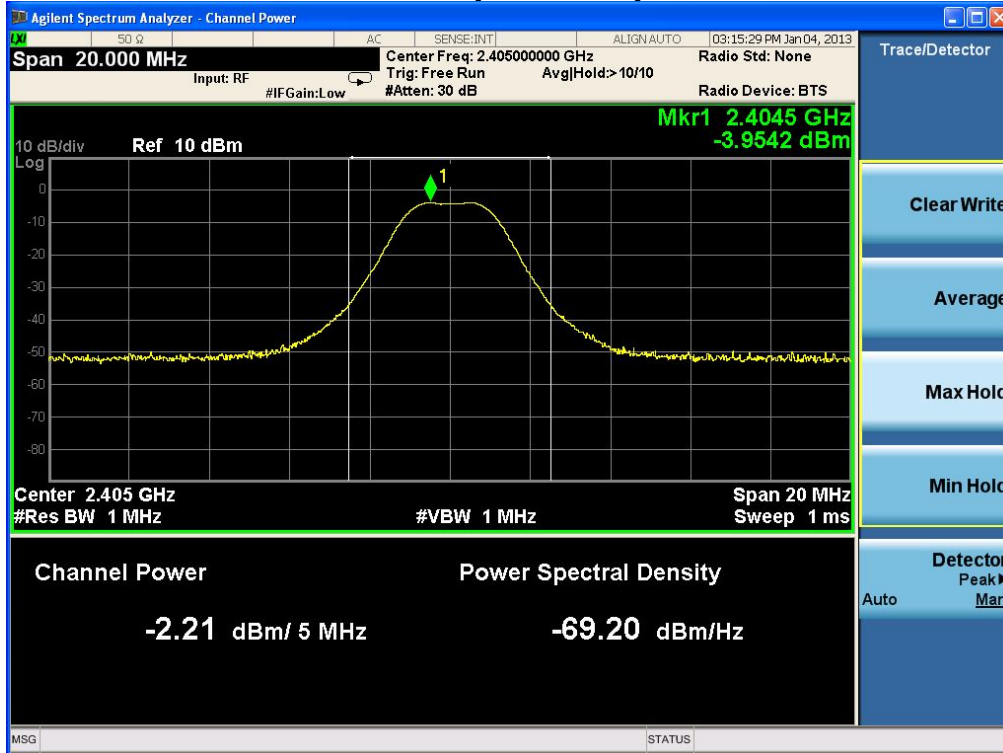 Agilent Spectrum Analyzer - Channel Power
LXI 50 Ω AC SENSE:INT ALIGN AUTO 03:15:29 PM Jan 04, 2013
Span 20.000 MHz Center Freq: 2.405000000 GHz Radio Std: None
Input: RF Trig: Free Run Avg|Hold:>10/10
#IFGain:Low #Atten: 30 dB Radio Device: BTS
Trace/Detector
Mkr1 2.4045 GHz
10 dB/div Ref 10 dBm -3.9542 dBm
Log
1
0
-10
-20
-30
-40
-50
-60
-70
-80
Center 2.405 GHz Span 20 MHz
#Res BW 1 MHz #VBW 1 MHz Sweep 1 ms
Channel Power Power Spectral Density
-2.21 dBm/ 5 MHz -69.20 dBm/Hz
Clear Write
Average
Max Hold
Min Hold
Detector
Peak
Auto Man
MSG STATUS